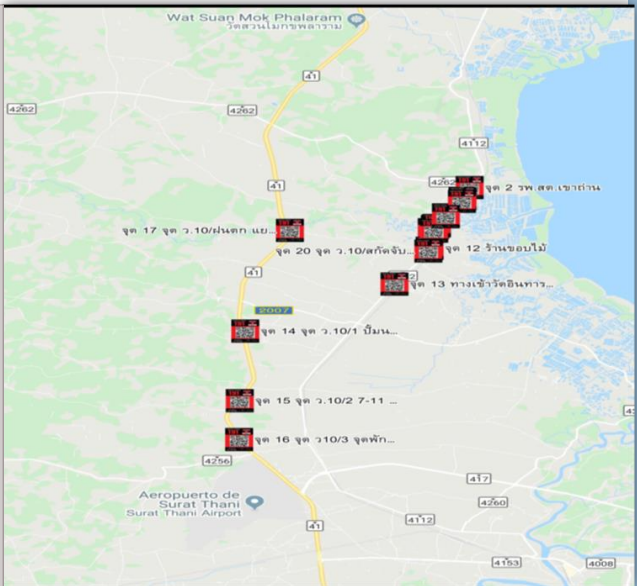 Wat Suan Mok Phalaram
วัดสวนโมกขพลาราม
41
4262
4262
4112
41
4262
จุด 2 รพ.สต.เขาถ่าน
จุด 17 จุด ว.10/ฝนตก แย...
จุด 20 จุด ว.10/สกัดจับ...
จุด 12 ร้านขอบไม้
41
จุด 13 ทางเข้าวัดอินทาร...
2007
จุด 14 จุด ว.10/1 ปั๊มน...
จุด 15 จุด ว.10/2 7-11 ...
จุด 16 จุด ว10/3 จุดพัก...
4256
417
Aeropuerto de
Surat Thani
Surat Thani Airport
4260
41
4112
4153
4008